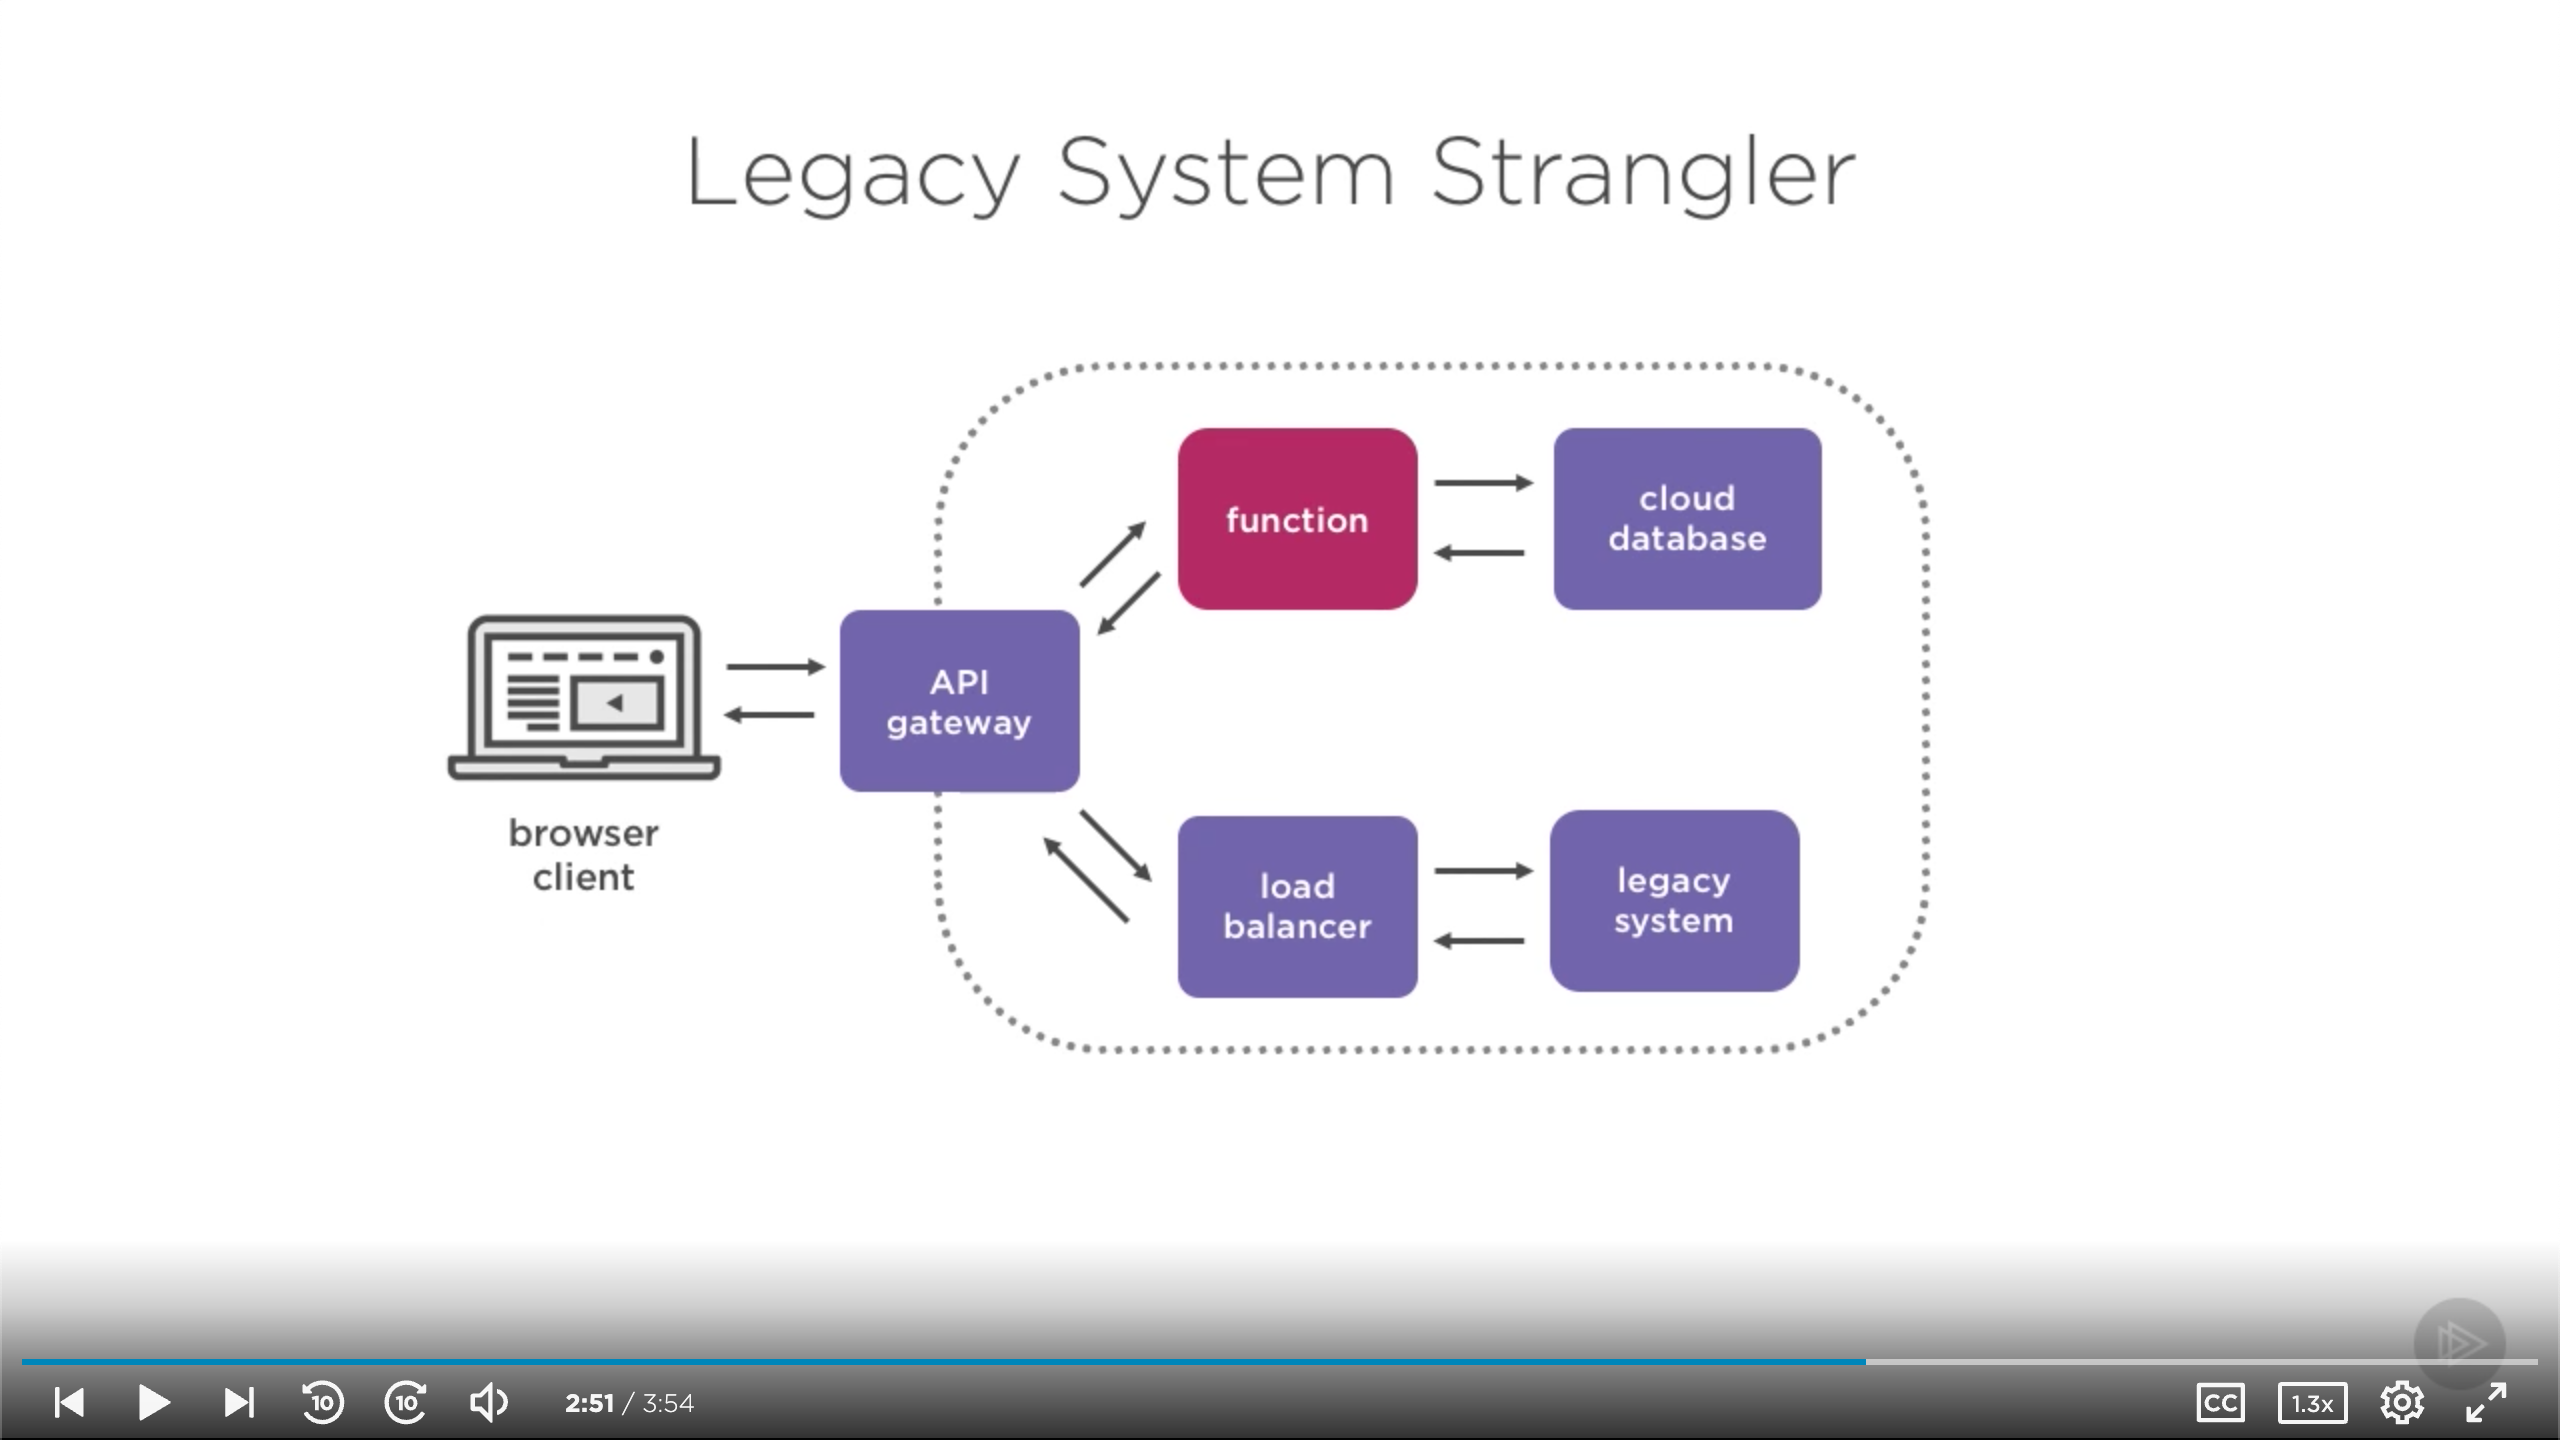 Legacy System Strangler
function
cloud
database
API
gateway
browser
client
load
balancer
legacy
system
10
10
2:51 / 3:54
CC
1.3x